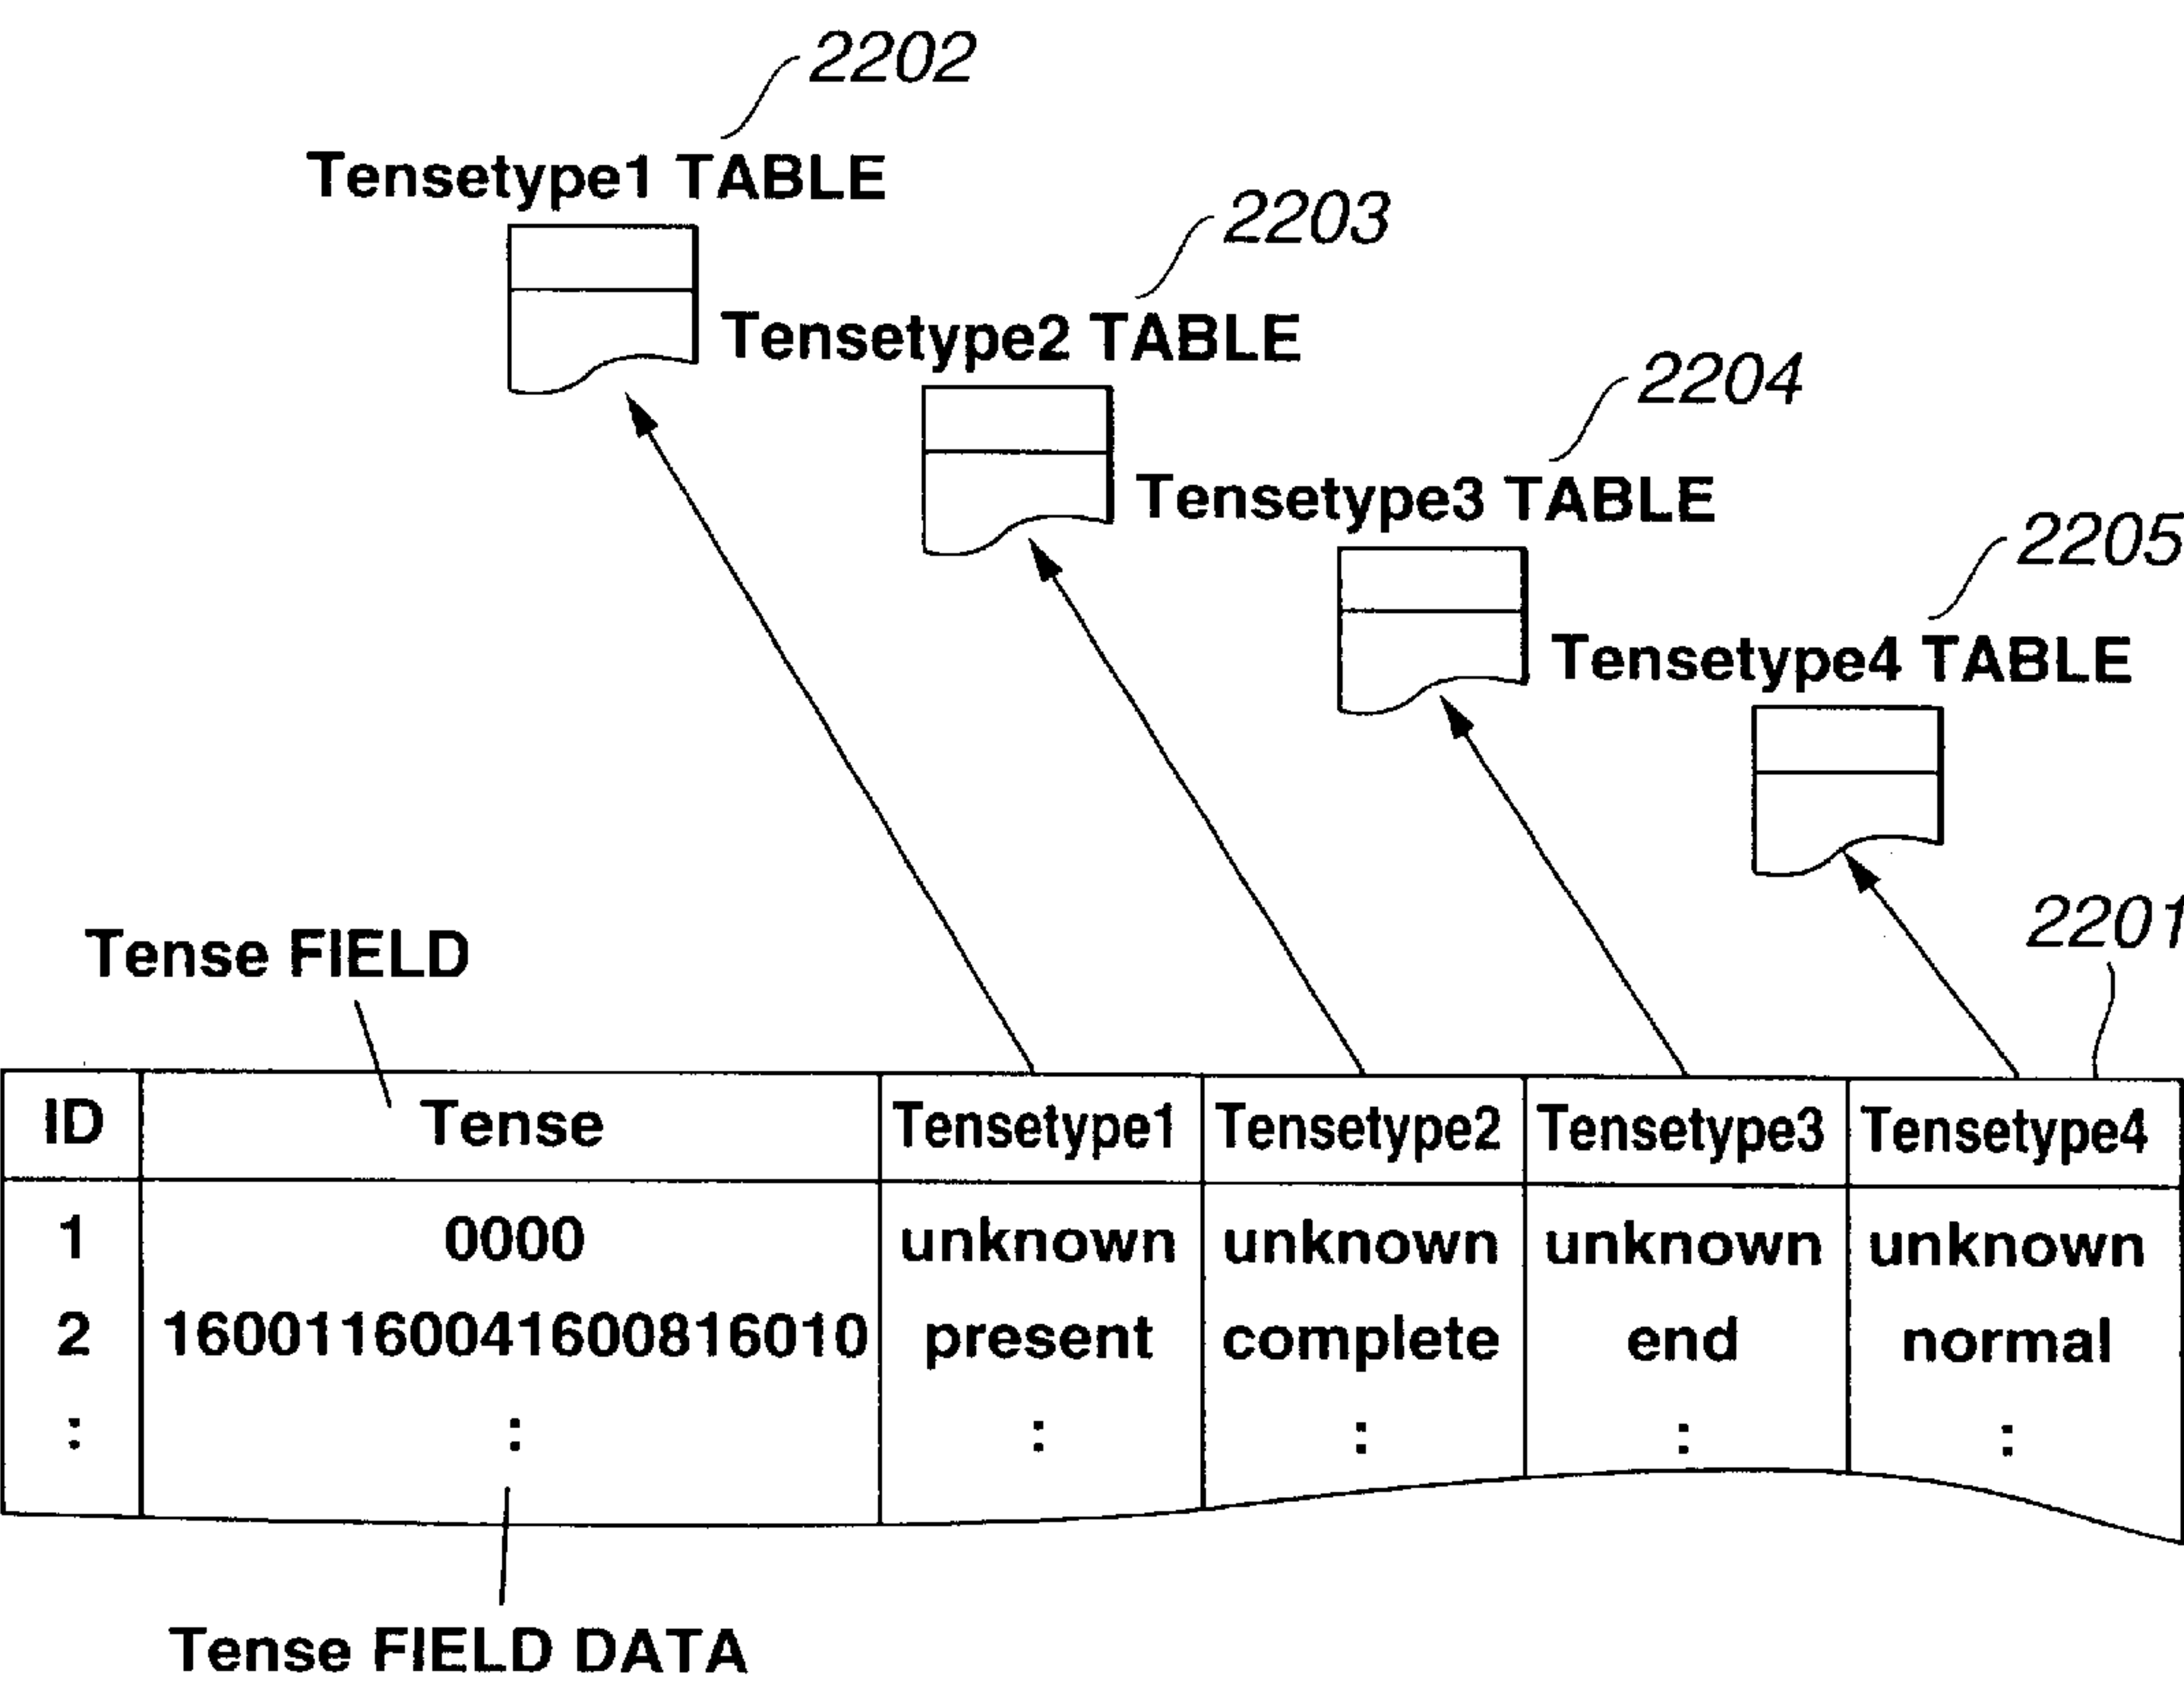 2202
Tensetype1 TABLE
2203
Tensetype2 TABLE
2204
Tensetype3 TABLE
2205
Tensetype4 TABLE
2201
Tense FIELD
ID Tense Tensetype1 Tensetype2 Tensetype3 Tensetype4
1 0000 unknown unknown unknown unknown
2 16001160041600816010 present complete end normal
: : : : : :
Tense FIELD DATA